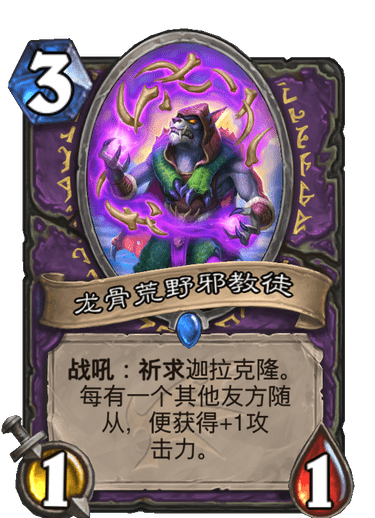 3
龙骨荒野邪教徒
战吼：祈求迦拉克隆。
每有一个其他友方随
从，便获得+1攻
击力。
1
1